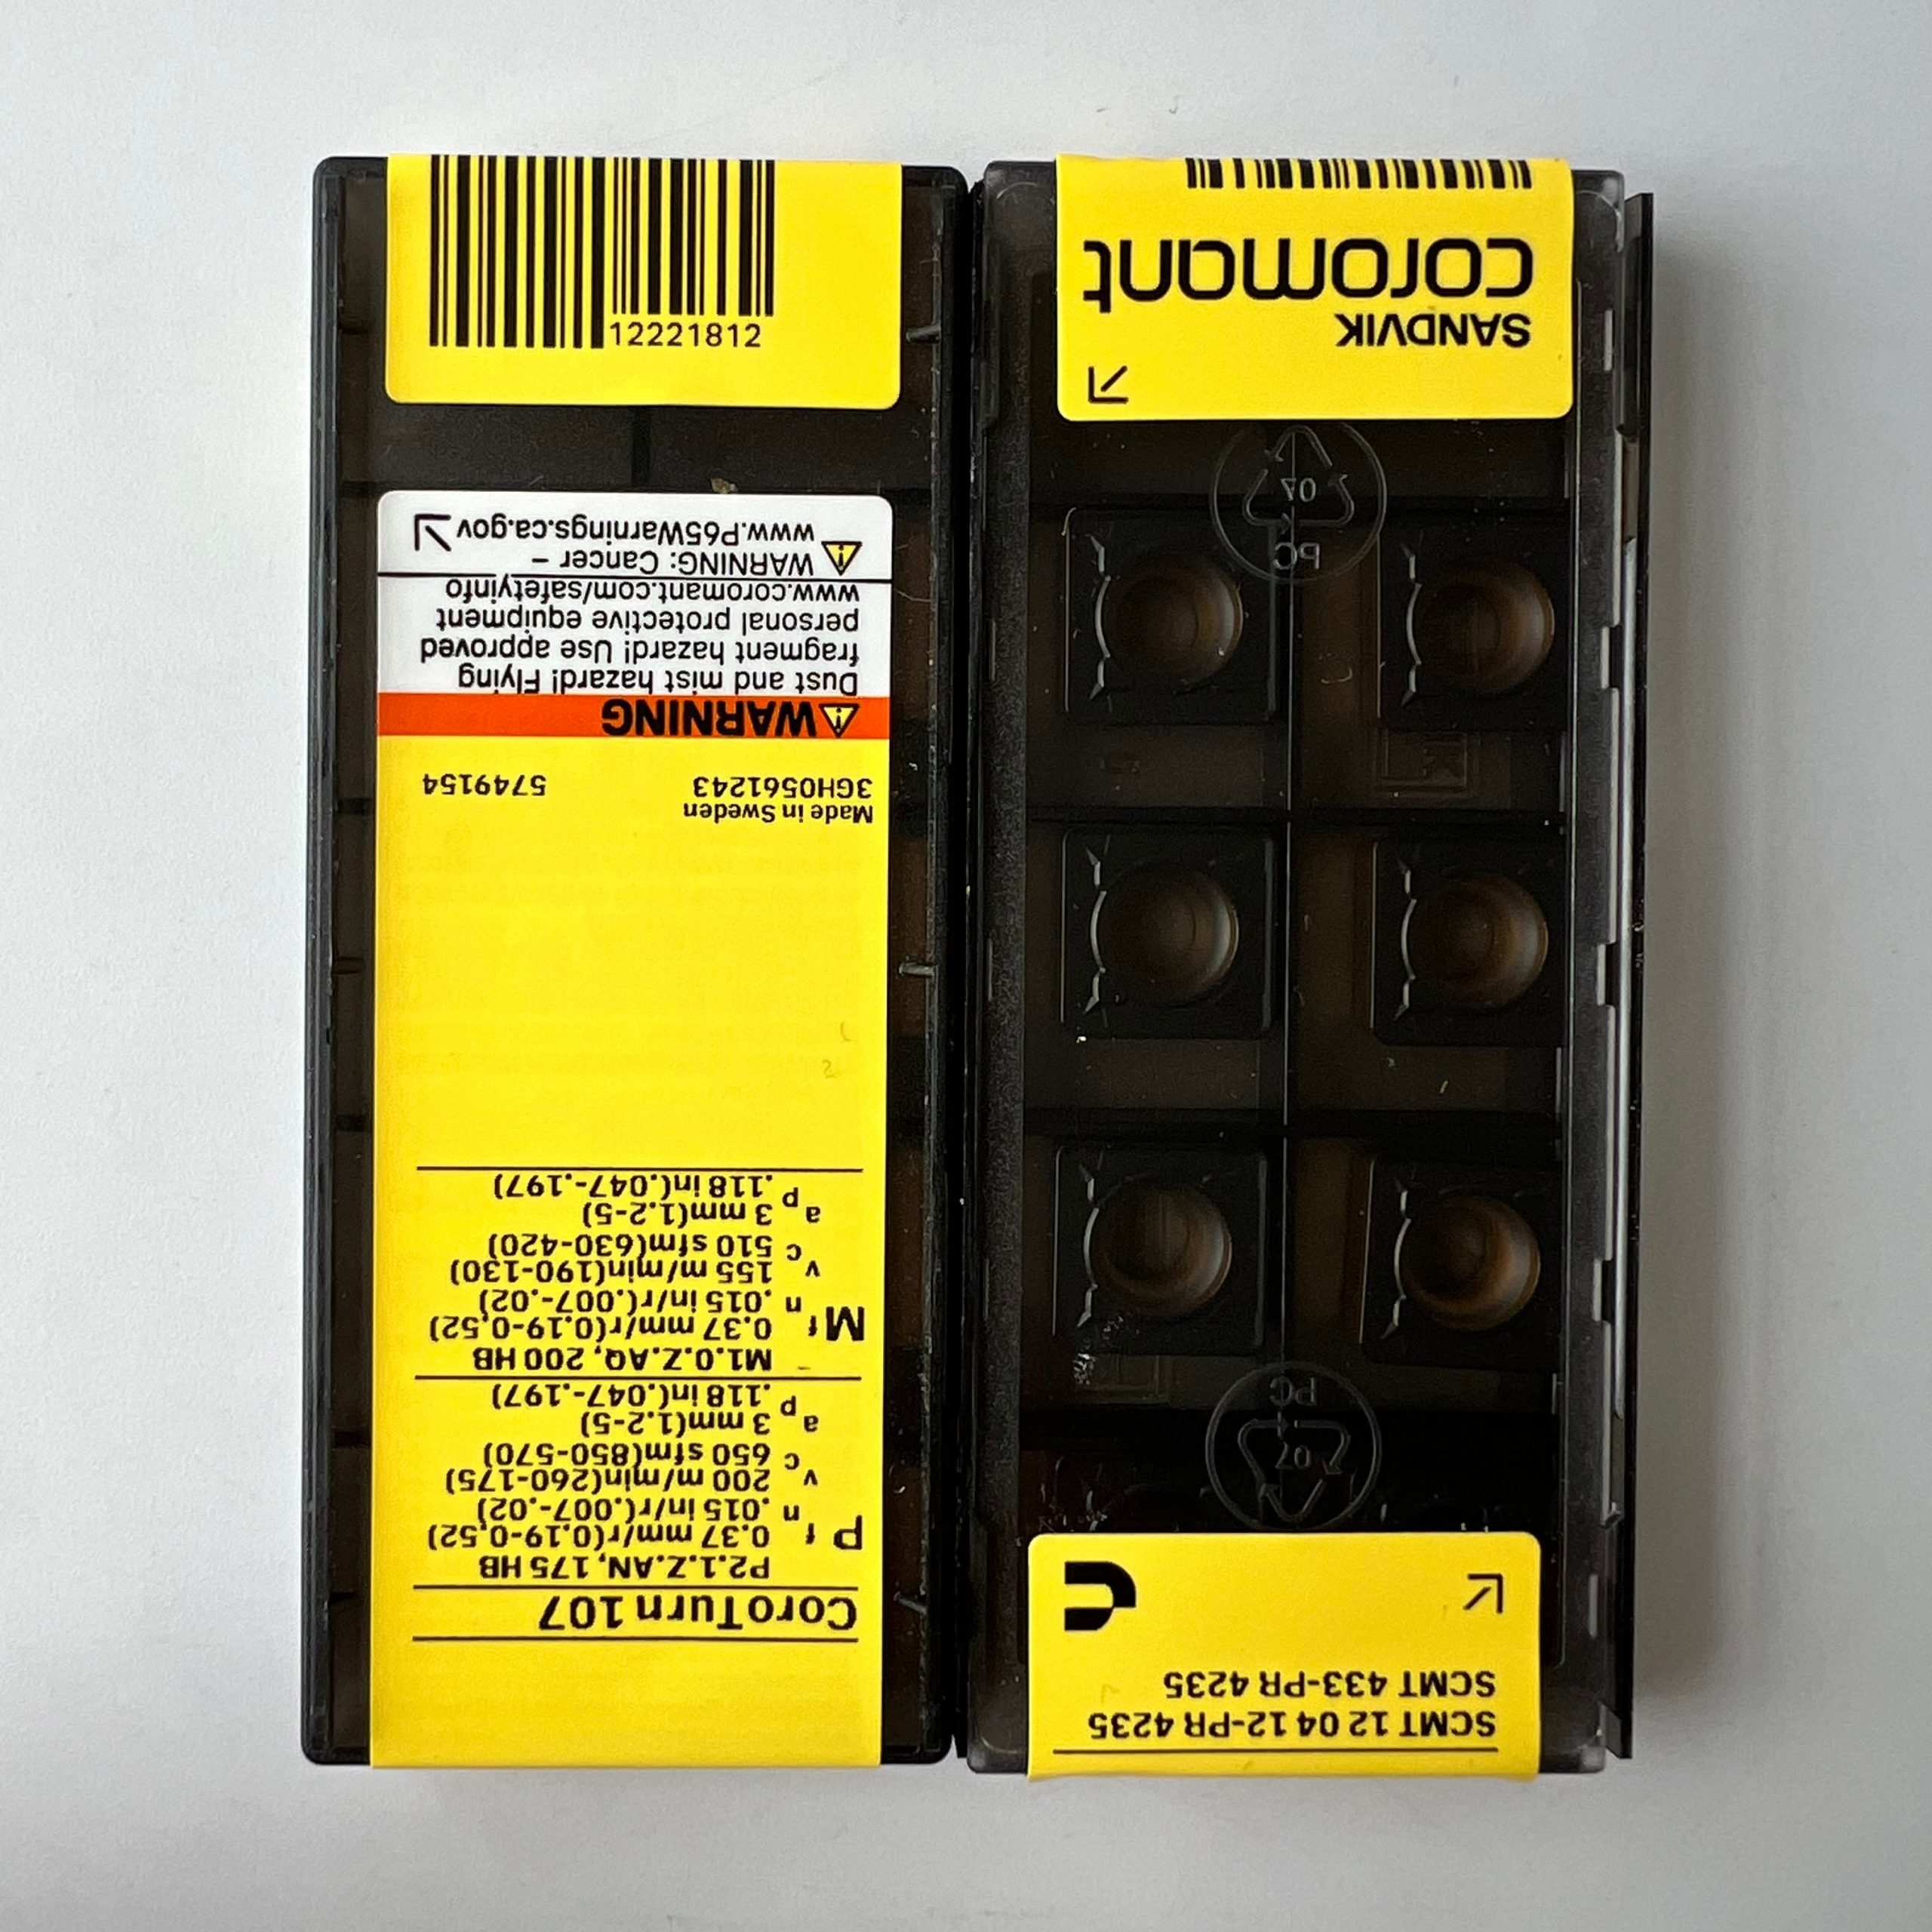 12221812
CoroTurn 107
P2.1.Z.AN, 175 HB
P f n 0.37 mm/r(0.19-0.52)
.015 in/r(.007-.02)
v c 200 m/min(260-175)
650 sfm(850-570)
a p 3 mm(1.2-5)
.118 in(.047-.197)
M1.0.Z.AQ, 200 HB
M f n 0.37 mm/r(0.19-0.52)
.015 in/r(.007-.02)
v c 155 m/min(190-130)
510 sfm(630-420)
a p 3 mm(1.2-5)
.118 in(.047-.197)
Made in Sweden
3GH0561243 5749154
WARNING
Dust and mist hazard! Flying
fragment hazard! Use approved
personal protective equipment
www.coromant.com/safetyinfo
WARNING: Cancer –
www.P65Warnings.ca.gov
SCMT 12 04 12-PR 4235
SCMT 433-PR 4235
07
PC
PC
07
SANDVIK
coromant